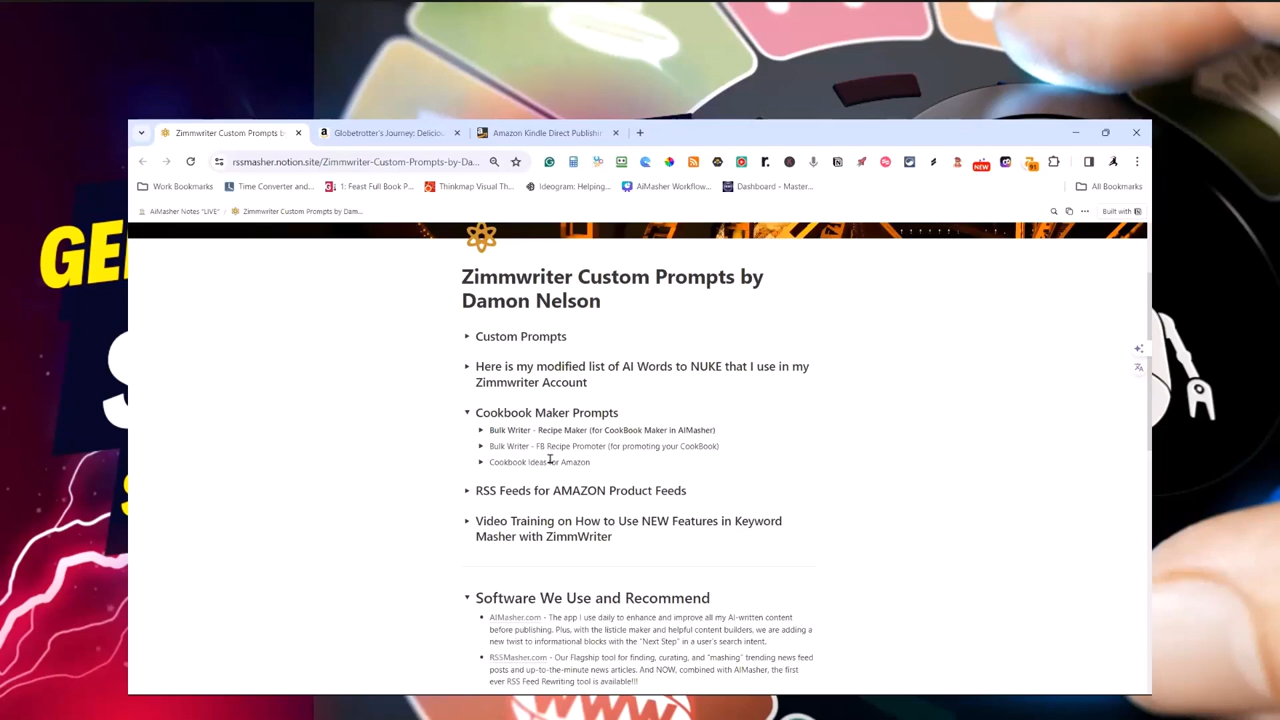 GE
S
S
Zimmwriter Custom Prompts b
Globetrotter's Journey: Delicio
Amazon Kindle Direct Publishin
rssmasher.notion.site/Zimmwriter-Custom-Prompts-by-Da...
NEW
Work Bookmarks
Time Converter and...
1: Feast Full Book P...
Thinkmap Visual Th...
Ideogram: Helping...
AiMasher Workflow...
Dashboard - Master...
All Bookmarks
AiMasher Notes "LIVE"
Zimmwriter Custom Prompts by Dam...
Built with
Zimmwriter Custom Prompts by
Damon Nelson
Custom Prompts
Here is my modified list of AI Words to NUKE that I use in my
Zimmwriter Account
Cookbook Maker Prompts
Bulk Writer - Recipe Maker (for CookBook Maker in AiMasher)
Bulk Writer - FB Recipe Promoter (for promoting your CookBook)
Cookbook Ideas for Amazon
RSS Feeds for AMAZON Product Feeds
Video Training on How to Use NEW Features in Keyword
Masher with ZimmWriter
Software We Use and Recommend
AIMasher.com - The app I use daily to enhance and improve all my AI-written content
before publishing. Plus, with the listicle maker and helpful content builders, we are adding a
new twist to informational blocks with the "Next Step" in a user's search intent.
RSSMasher.com - Our Flagship tool for finding, curating, and "mashing" trending news feed
posts and up-to-the-minute news articles. And NOW, combined with AiMasher, the first
ever RSS Feed Rewriting tool is available!!!